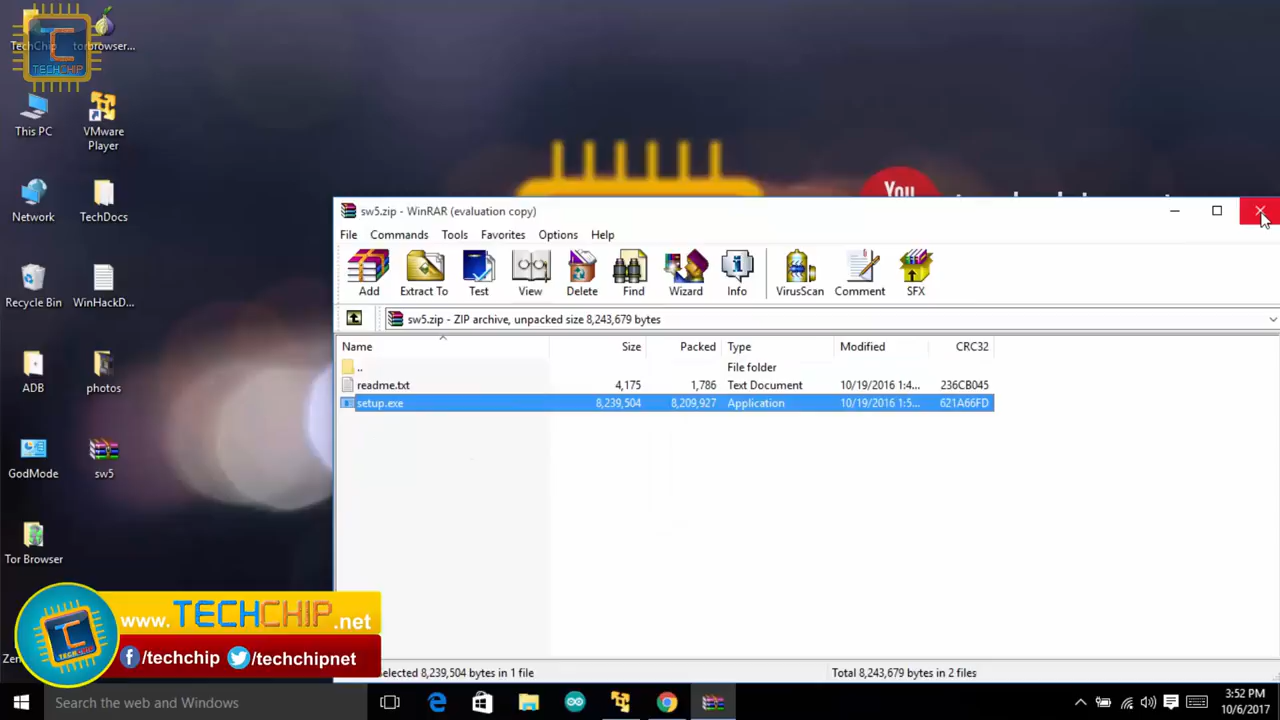 TechChip
torbrowser...
TECHCHIP
This PC
VMware
Player
Network
TechDocs
Recycle Bin
WinHackD...
ADB
photos
GodMode
sw5
Tor Browser
You
sw5.zip - WinRAR (evaluation copy)
File Commands Tools Favorites Options Help
Add Extract To Test View Delete Find Wizard Info VirusScan Comment SFX
sw5.zip - ZIP archive, unpacked size 8,243,679 bytes
Name Size Packed Type Modified CRC32
.. File folder
readme.txt 4,175 1,786 Text Document 10/19/2016 1:4... 236CB045
setup.exe 8,239,504 8,209,927 Application 10/19/2016 1:5... 621A66FD
www.TECHCHIP.net
/techchip /techchipnet
elected 8,239,504 bytes in 1 file
Total 8,243,679 bytes in 2 files
Search the web and Windows
3:52 PM
10/6/2017